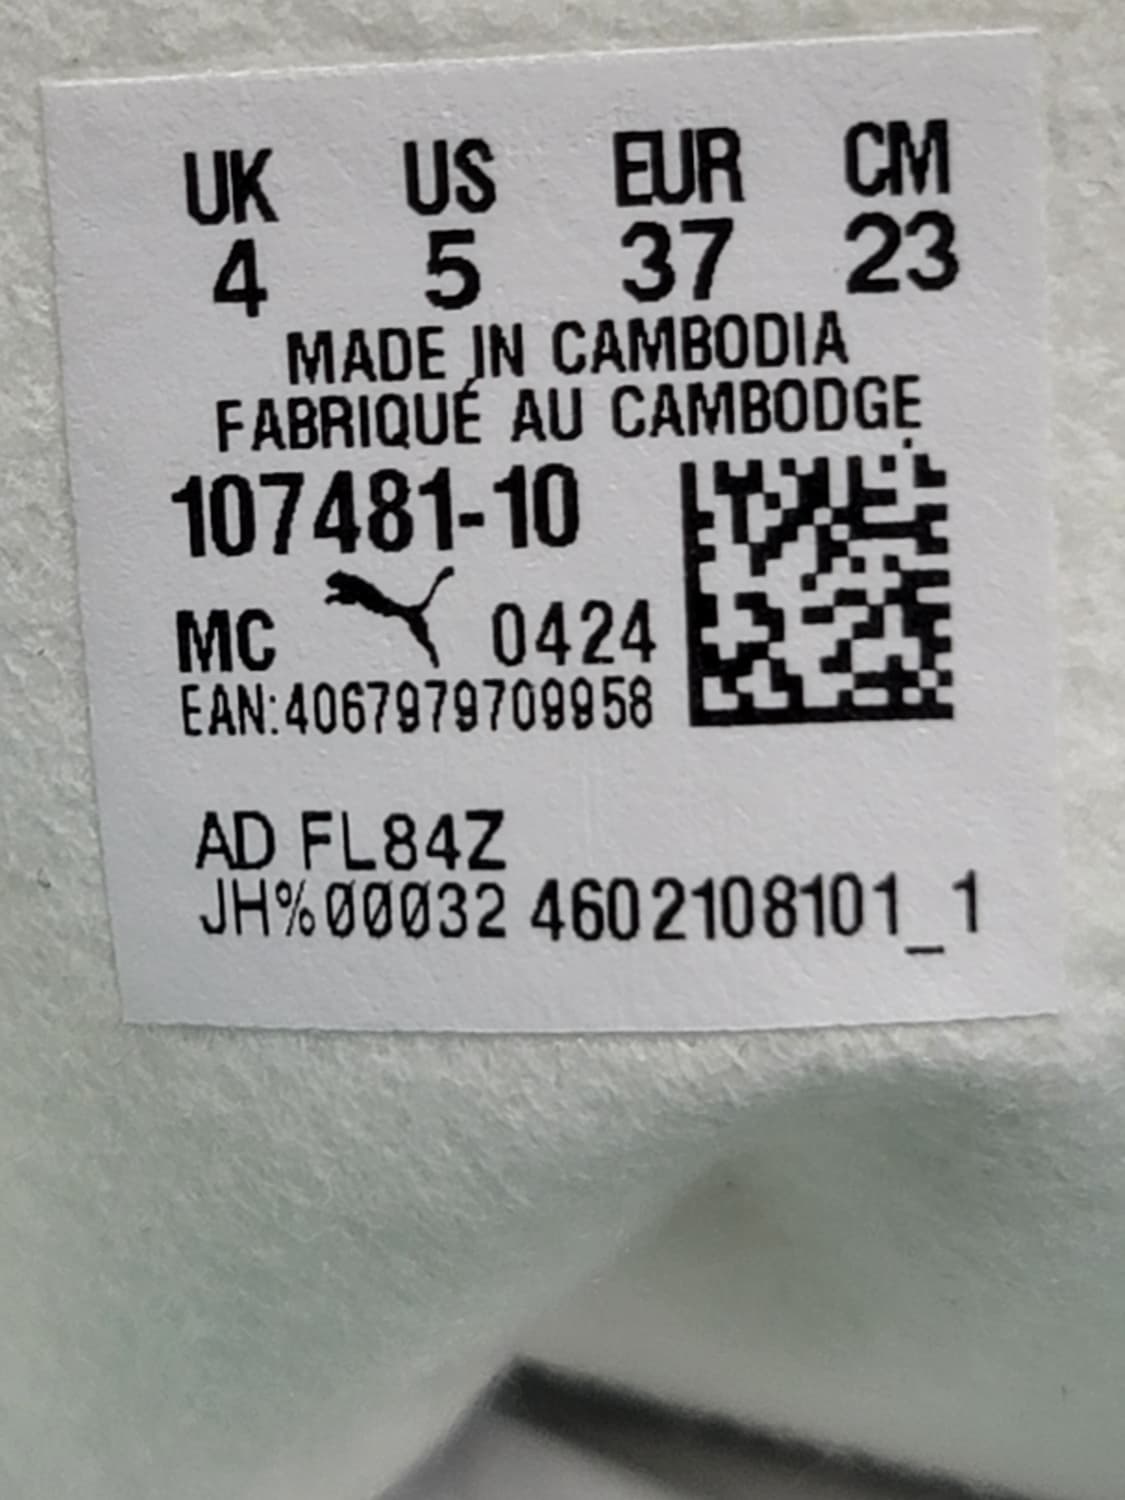 UK US EUR CM
4 5 37 23
MADE IN CAMBODIA
FABRIQUÉ AU CAMBODGE
107481-10
MC 0424
EAN:4067979709958
AD FL84Z
JH%00032 4602108101_1